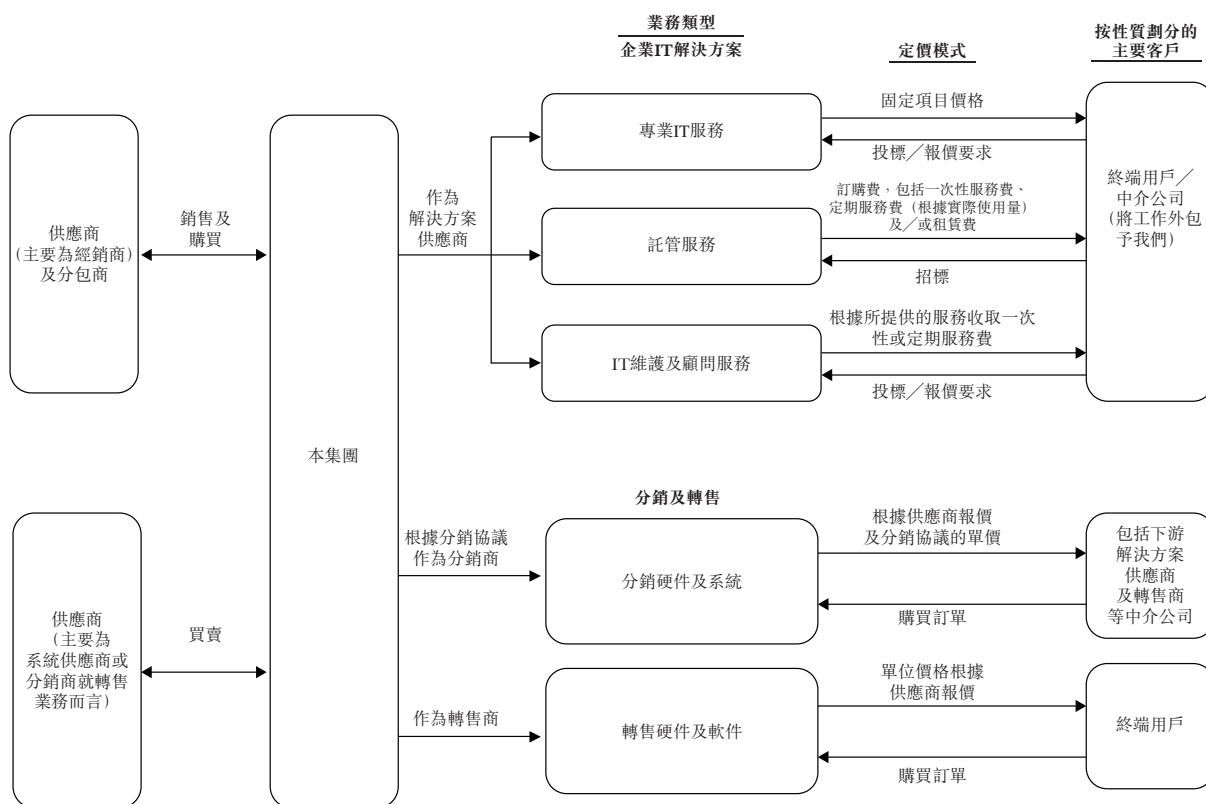 業務類型
企業IT解決方案
定價模式
按性質劃分的
主要客戶
供應商
(主要為經銷商)
及分包商
銷售及
購買
本集團
作為
解決方案
供應商
專業IT服務
固定項目價格
投標／報價要求
託管服務
訂購費，包括一次性服務費、
定期服務費（根據實際使用量）
及／或租賃費
招標
IT維護及顧問服務
根據所提供的服務收取一次
性或定期服務費
投標／報價要求
終端用戶／
中介公司
(將工作外包
予我們)
分銷及轉售
供應商
(主要為
系統供應商或
分銷商就轉售
業務而言)
買賣
根據分銷協議
作為分銷商
分銷硬件及系統
根據供應商報價
及分銷協議的單價
購買訂單
包括下游
解決方案
供應商
及轉售商
等中介公司
作為轉售商
轉售硬件及軟件
單位價格根據
供應商報價
購買訂單
終端用戶